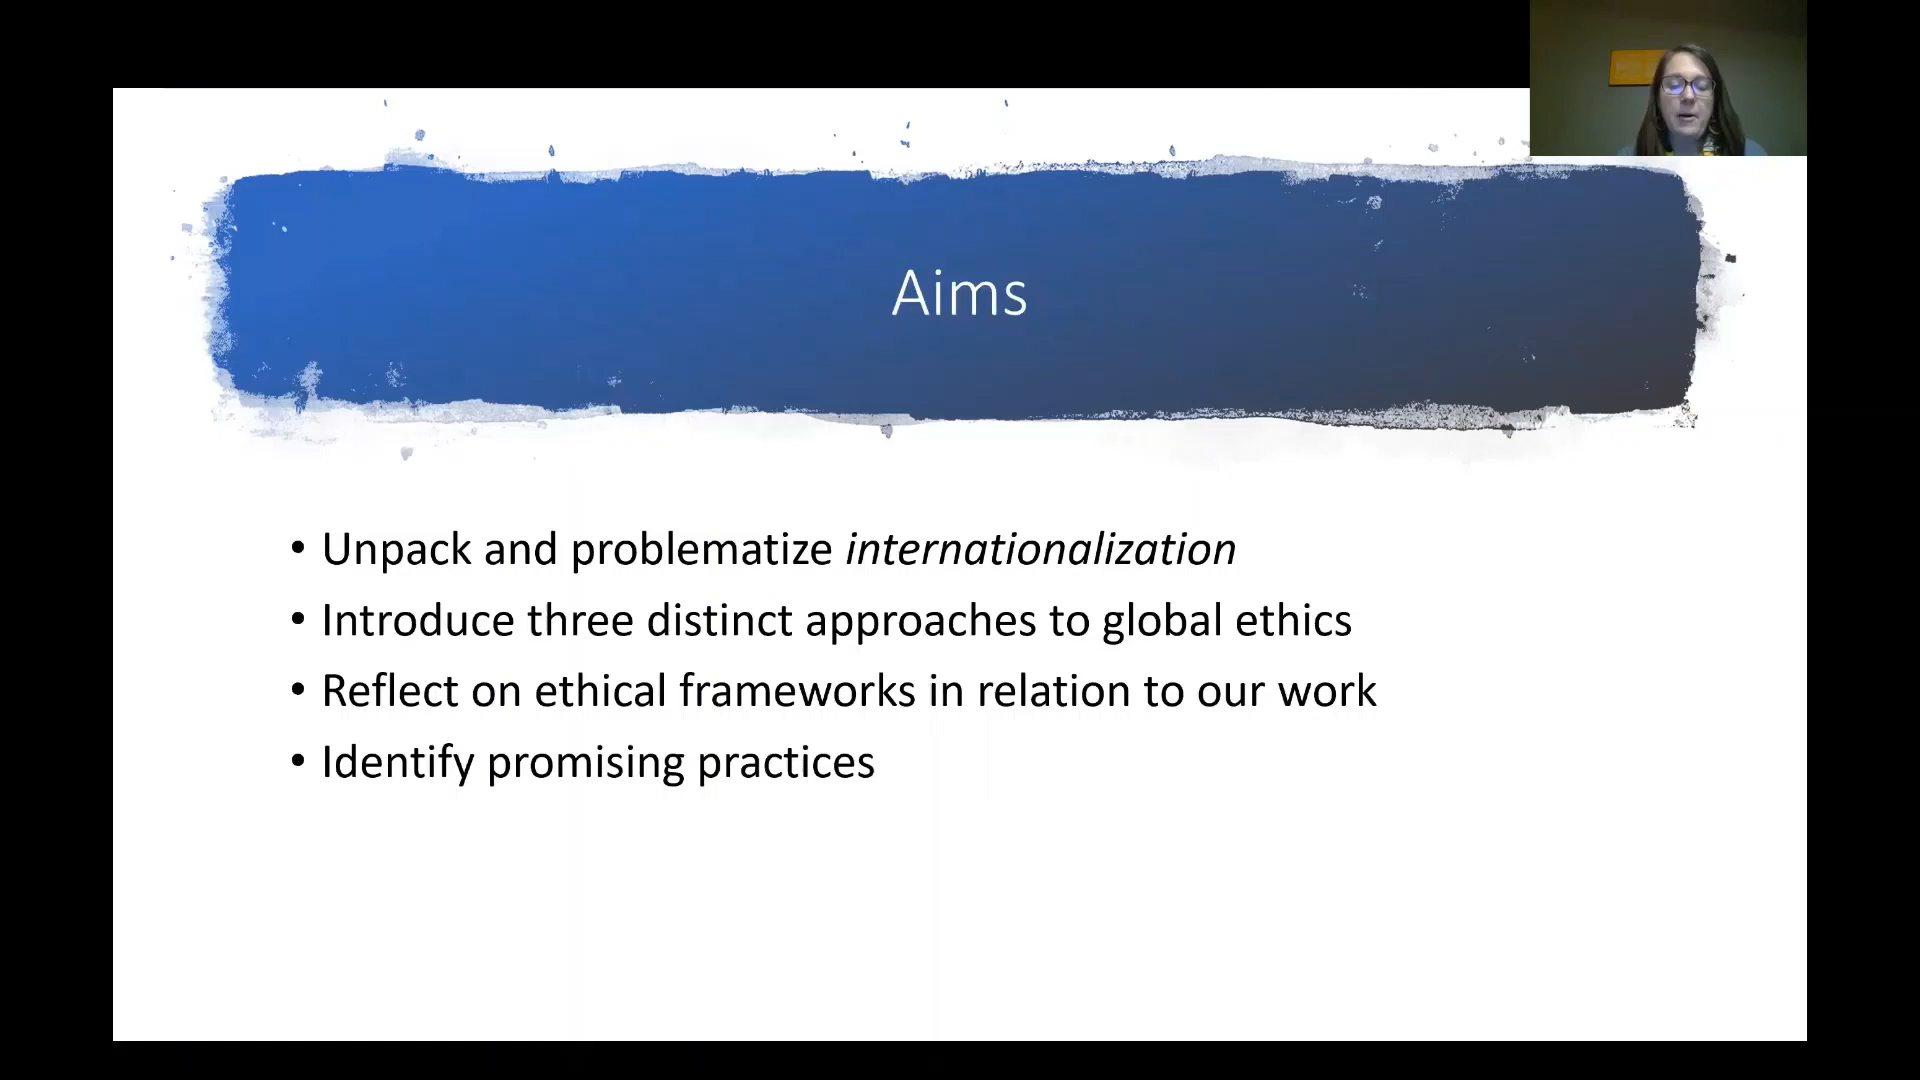 Aims
• Unpack and problematize internationalization
• Introduce three distinct approaches to global ethics
• Reflect on ethical frameworks in relation to our work
• Identify promising practices